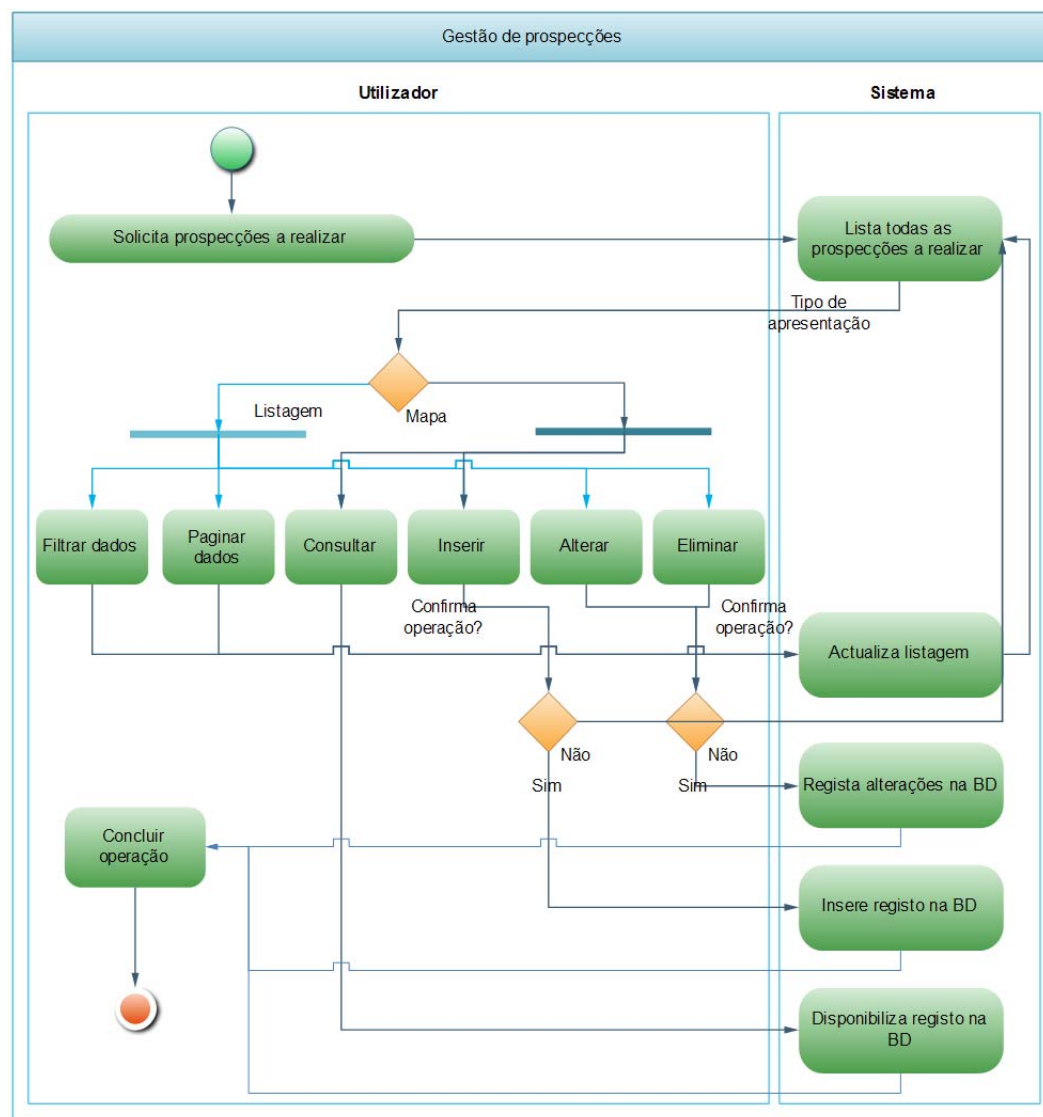 Gestão de prospecções
Utilizador
Sistema
Solicita prospecções a realizar
Lista todas as
prospecções a realizar
Tipo de
apresentação
Listagem
Mapa
Filtrar dados
Paginar
dados
Consultar
Inserir
Alterar
Eliminar
Confirma
operação?
Confirma
operação?
Actualiza listagem
Não
Não
Sim
Sim
Regista alterações na BD
Concluir
operação
Insere registo na BD
Disponibiliza registo na
BD